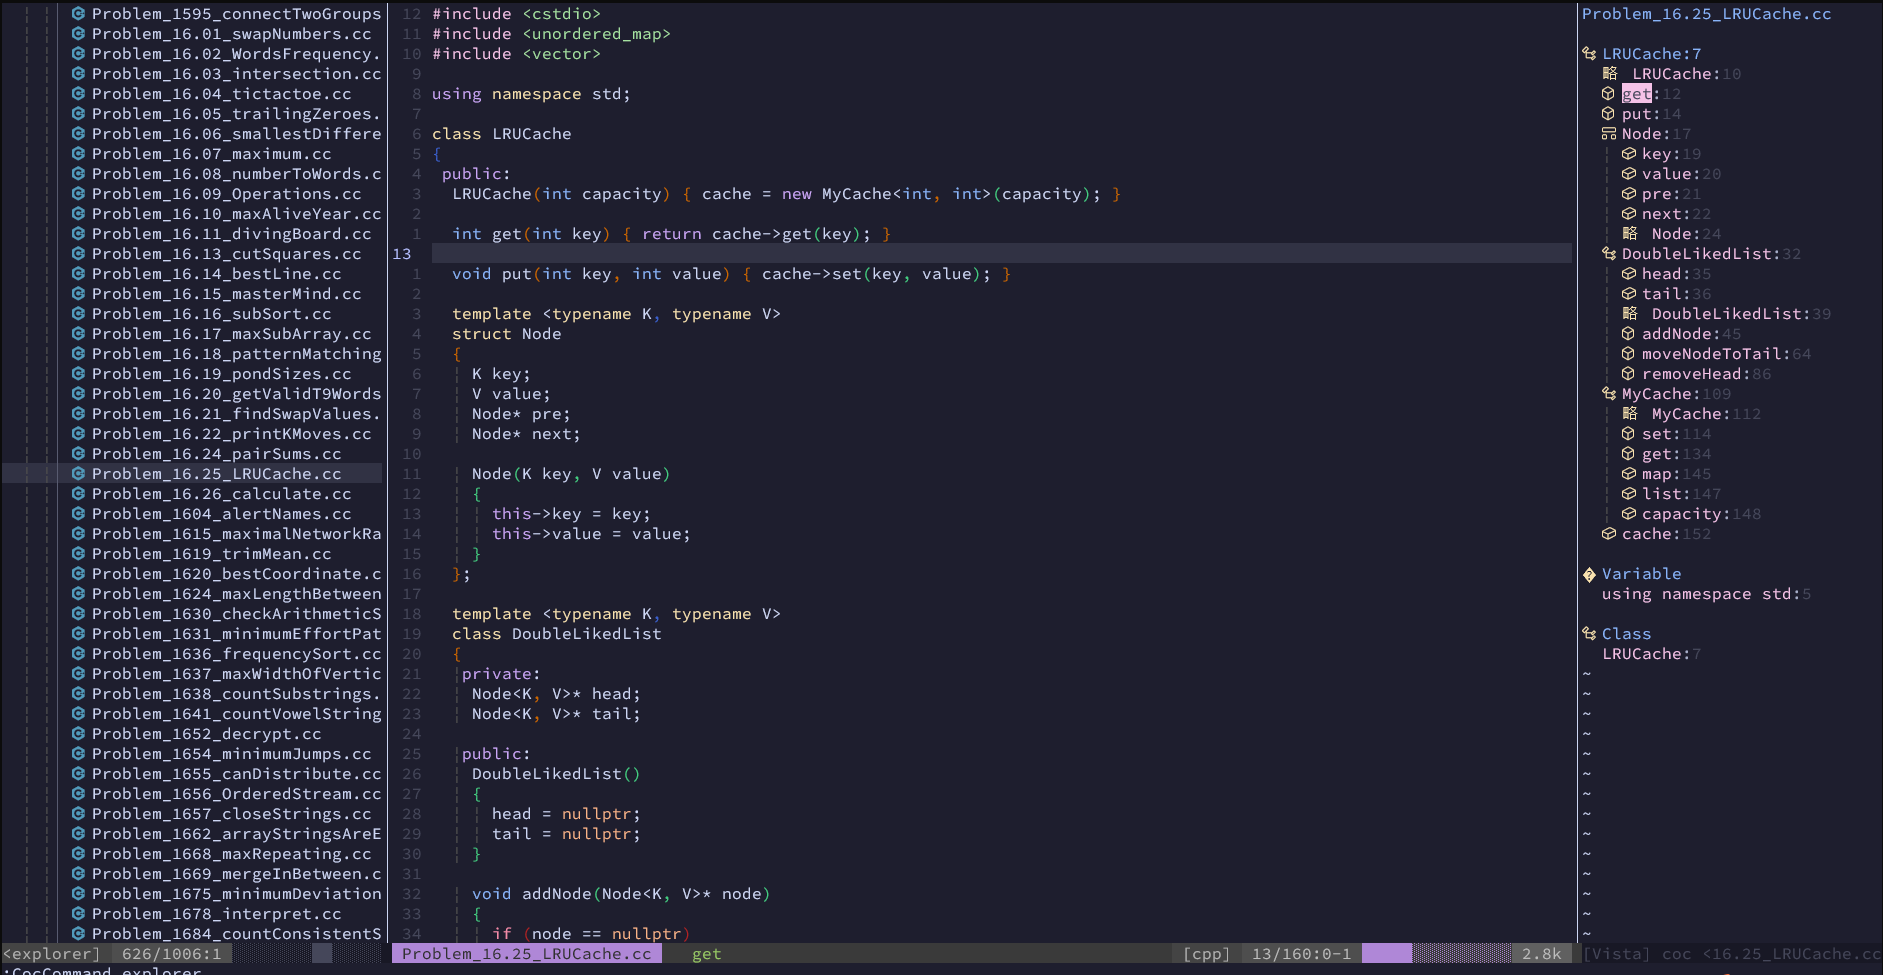 Problem_1595_connectTwoGroups
Problem_16.01_swapNumbers.cc
Problem_16.02_WordsFrequency.
Problem_16.03_intersection.cc
Problem_16.04_tictactoe.cc
Problem_16.05_trailingZeroes.
Problem_16.06_smallestDiffere
Problem_16.07_maximum.cc
Problem_16.08_numberToWords.c
Problem_16.09_Operations.cc
Problem_16.10_maxAliveYear.cc
Problem_16.11_divingBoard.cc
Problem_16.13_cutSquares.cc
Problem_16.14_bestLine.cc
Problem_16.15_masterMind.cc
Problem_16.16_subSort.cc
Problem_16.17_maxSubArray.cc
Problem_16.18_patternMatching
Problem_16.19_pondSizes.cc
Problem_16.20_getValidT9Words
Problem_16.21_findSwapValues.
Problem_16.22_printKMoves.cc
Problem_16.24_pairSums.cc
Problem_16.25_LRUCache.cc
Problem_16.26_calculate.cc
Problem_1604_alertNames.cc
Problem_1615_maximalNetworkRa
Problem_1619_trimMean.cc
Problem_1620_bestCoordinate.c
Problem_1624_maxLengthBetween
Problem_1630_checkArithmeticS
Problem_1631_minimumEffortPat
Problem_1636_frequencySort.cc
Problem_1637_maxWidthOfVertic
Problem_1638_countSubstrings.
Problem_1641_countVowelString
Problem_1652_decrypt.cc
Problem_1654_minimumJumps.cc
Problem_1655_canDistribute.cc
Problem_1656_OrderedStream.cc
Problem_1657_closeStrings.cc
Problem_1662_arrayStringsAreE
Problem_1668_maxRepeating.cc
Problem_1669_mergeInBetween.c
Problem_1675_minimumDeviation
Problem_1678_interpret.cc
Problem_1684_countConsistentS
<explorer] 626/1006:1
:CocCommand explorer
12 #include <cstdio>
11 #include <unordered_map>
10 #include <vector>
9
8 using namespace std;
7
6 class LRUCache
5 {
4 public:
3 LRUCache(int capacity) { cache = new MyCache<int, int>(capacity); }
2
1 int get(int key) { return cache->get(key); }
13
1 void put(int key, int value) { cache->set(key, value); }
2
3 template <typename K, typename V>
4 struct Node
5 {
6 K key;
7 V value;
8 Node* pre;
9 Node* next;
10
11 Node(K key, V value)
12 {
13 this->key = key;
14 this->value = value;
15 }
16 };
17
18 template <typename K, typename V>
19 class DoubleLikedList
20 {
21 private:
22 Node<K, V>* head;
23 Node<K, V>* tail;
24
25 public:
26 DoubleLikedList()
27 {
28 head = nullptr;
29 tail = nullptr;
30 }
31
32 void addNode(Node<K, V>* node)
33 {
34 if (node == nullptr)
Problem_16.25_LRUCache.cc get [cpp] 13/160:0-1 2.8k
Problem_16.25_LRUCache.cc
LRUCache:7
略 LRUCache:10
get:12
put:14
Node:17
key:19
value:20
pre:21
next:22
略 Node:24
DoubleLikedList:32
head:35
tail:36
略 DoubleLikedList:39
addNode:45
moveNodeToTail:64
removeHead:86
MyCache:109
略 MyCache:112
set:114
get:134
map:145
list:147
capacity:148
cache:152
Variable
using namespace std:5
Class
LRUCache:7
~
~
~
~
~
~
~
~
~
~
~
~
~
~
[Vista] coc <16.25_LRUCache.cc